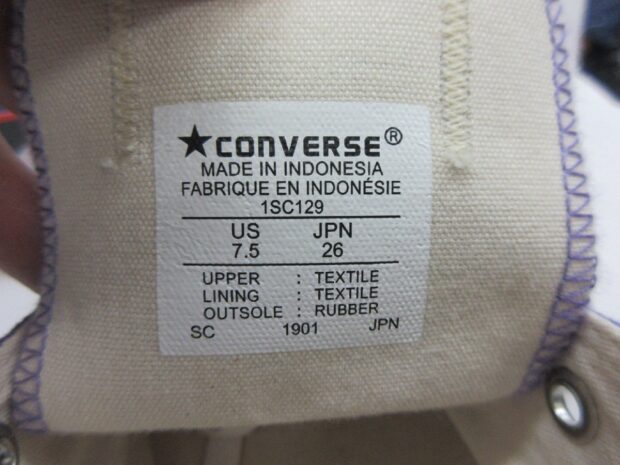 ★CONVERSE®
MADE IN INDONESIA
FABRIQUE EN INDONÉSIE
1SC129
US JPN
7.5 26
UPPER : TEXTILE
LINING : TEXTILE
OUTSOLE : RUBBER
SC 1901 JPN